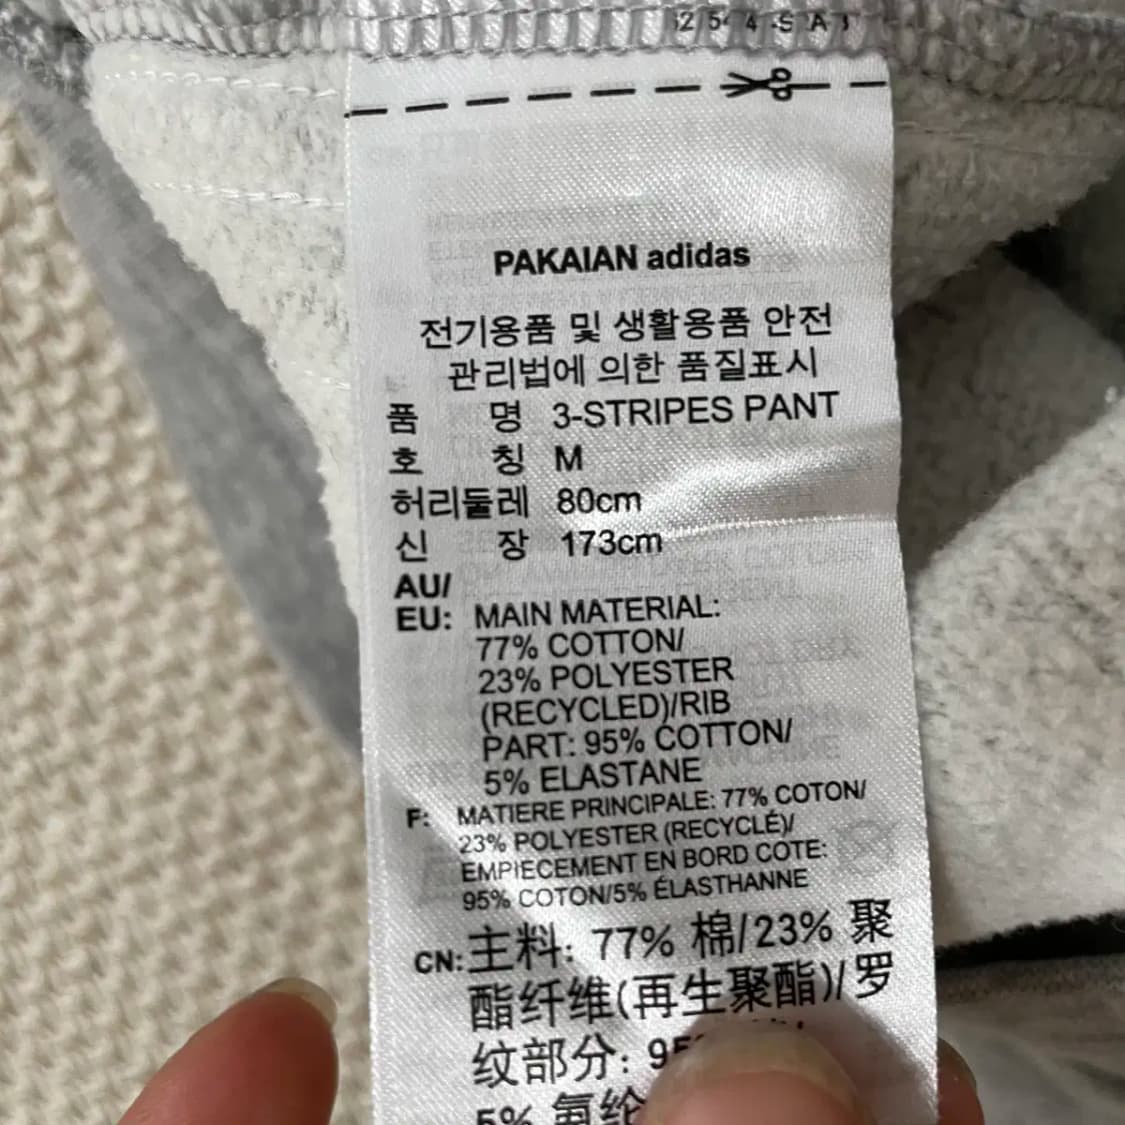 PAKAIAN adidas
전기용품 및 생활용품 안전
관리법에 의한 품질표시
품 명 3-STRIPES PANT
호 칭 M
허리둘레 80cm
신 장 173cm
AU/
EU: MAIN MATERIAL:
77% COTTON/
23% POLYESTER
(RECYCLED)/RIB
PART: 95% COTTON/
5% ELASTANE
F: MATIERE PRINCIPALE: 77% COTON/
23% POLYESTER (RECYCLÉ)/
EMPIECEMENT EN BORD COTE:
95% COTON/5% ÉLASTHANNE
CN: 主料: 77% 棉/23% 聚
酯纤维(再生聚酯)/罗
纹部分:
5% 氨纶